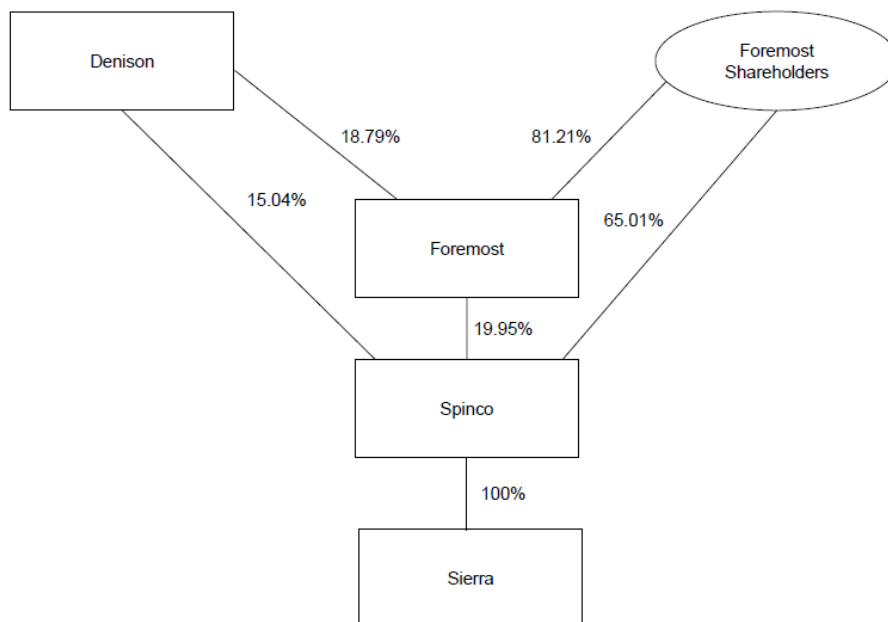 Denison
Foremost
Shareholders
18.79%
81.21%
15.04%
65.01%
Foremost
19.95%
Spinco
100%
Sierra